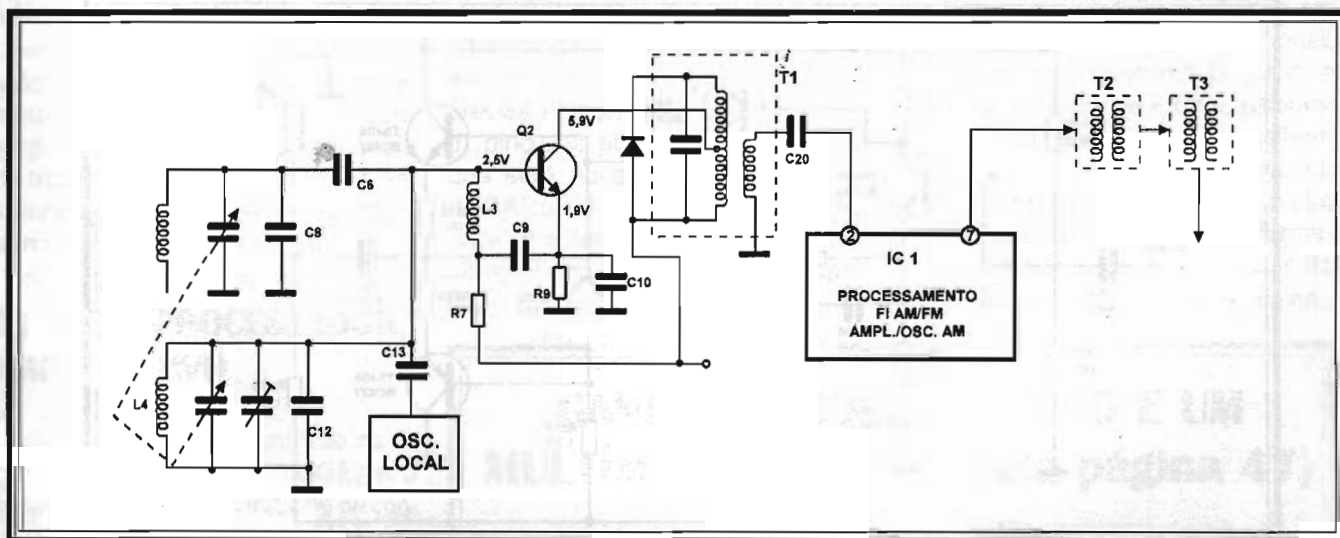 T1
T2
T3
Q2
5,9V
2,5V
1,8V
C6
C8
L3
C9
C10
R9
R7
C20
2
7
IC 1
PROCESSAMENTO
FI AM/FM
AMPL./OSC. AM
L4
C12
C13
OSC.
LOCAL